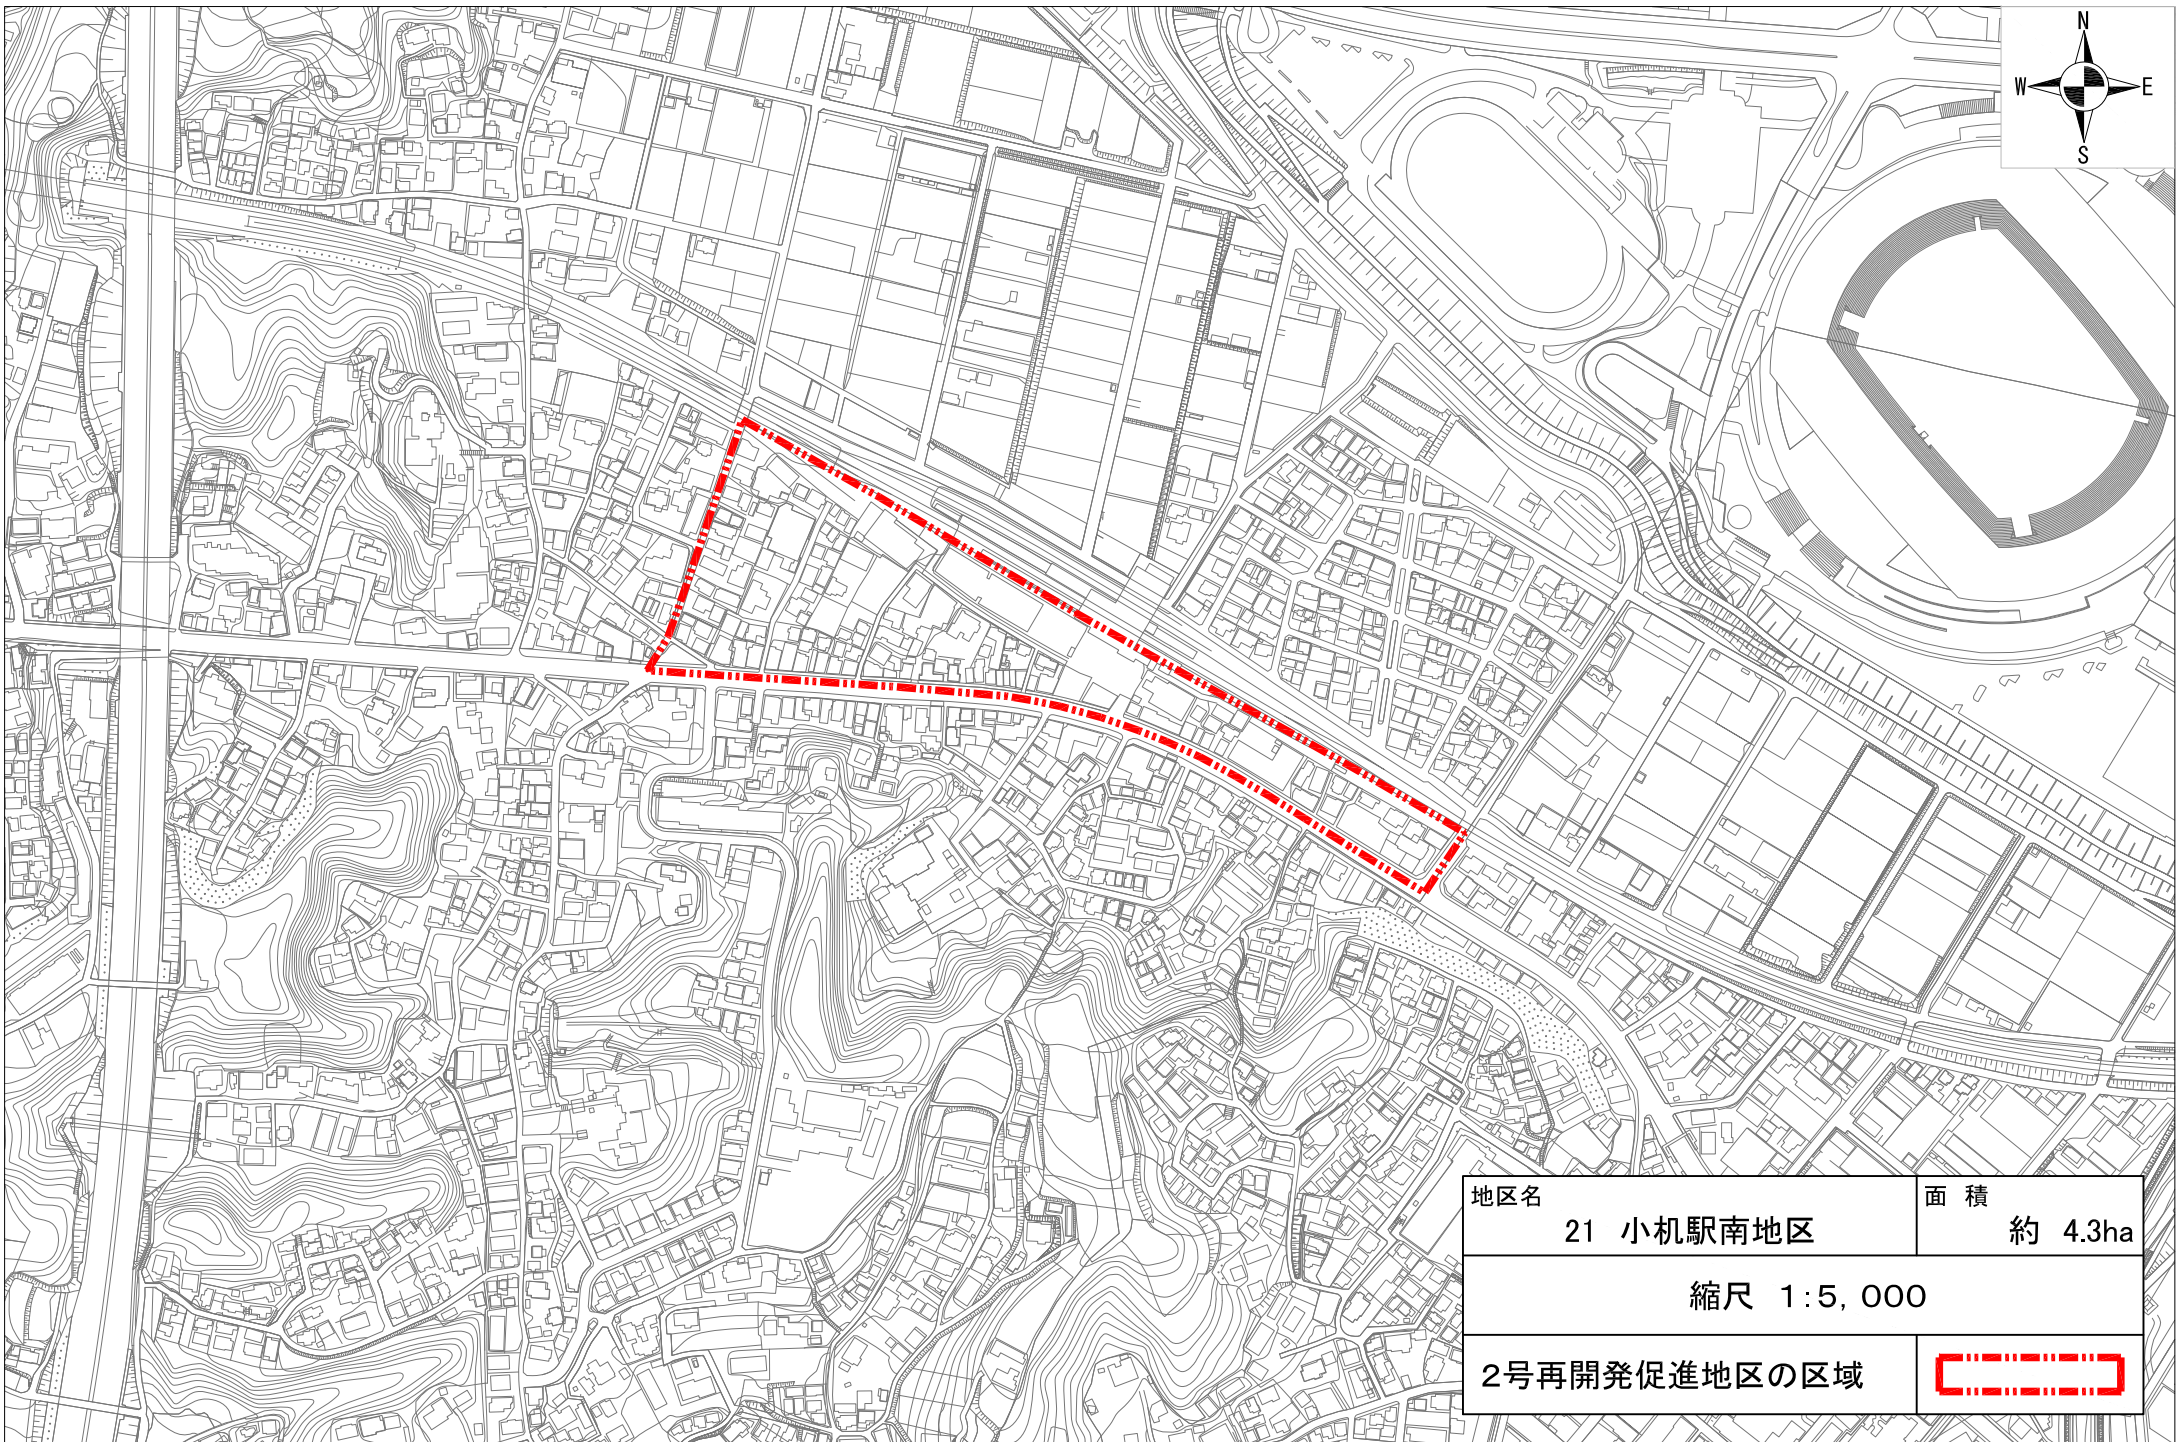 N
W E
S
地区名
21 小机駅南地区
面 積
約 4.3ha
縮尺 1:5,000
2号再開発促進地区の区域